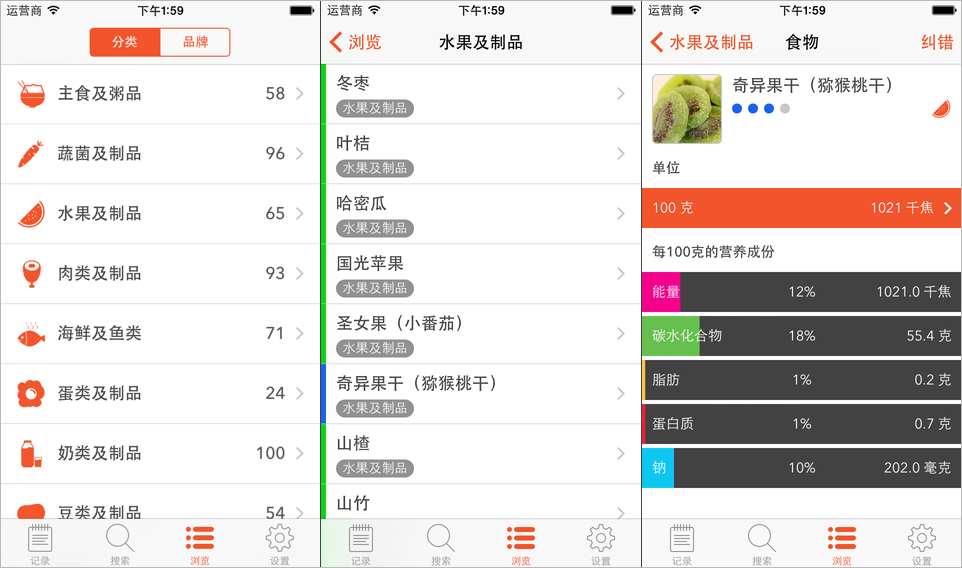 运营商 下午1:59
分类 品牌
主食及粥品 58
蔬菌及制品 96
水果及制品 65
肉类及制品 93
海鲜及鱼类 71
蛋类及制品 24
奶类及制品 100
豆类及制品 54
记录 搜索 浏览 设置
运营商 下午1:59
浏览 水果及制品
冬枣
水果及制品
叶桔
水果及制品
哈密瓜
水果及制品
国光苹果
水果及制品
圣女果（小番茄）
水果及制品
奇异果干（猕猴桃干）
水果及制品
山楂
水果及制品
山竹
记录 搜索 浏览 设置
运营商 下午1:59
水果及制品 食物 纠错
奇异果干（猕猴桃干）
单位
100 克 1021 千焦
每100克的营养成份
能量 12% 1021.0 千焦
碳水化合物 18% 55.4 克
脂肪 1% 0.2 克
蛋白质 1% 0.7 克
钠 10% 202.0 毫克
记录 搜索 浏览 设置